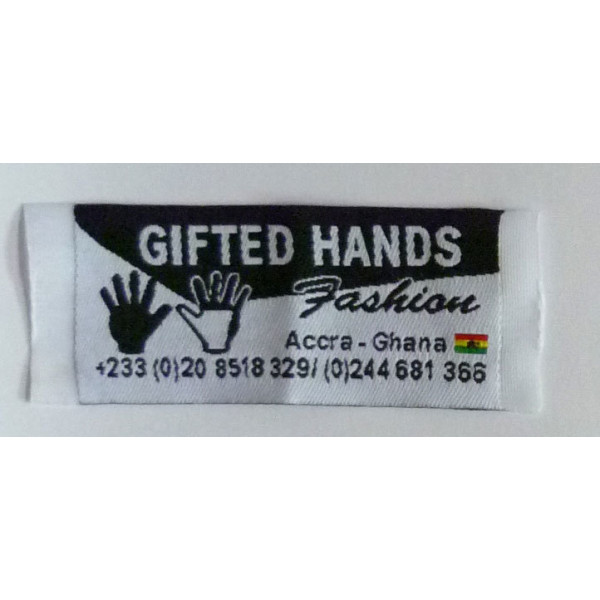 GIFTED HANDS
Fashion
Accra - Ghana
+233 (0)20 8518 329/ (0)244 681 366